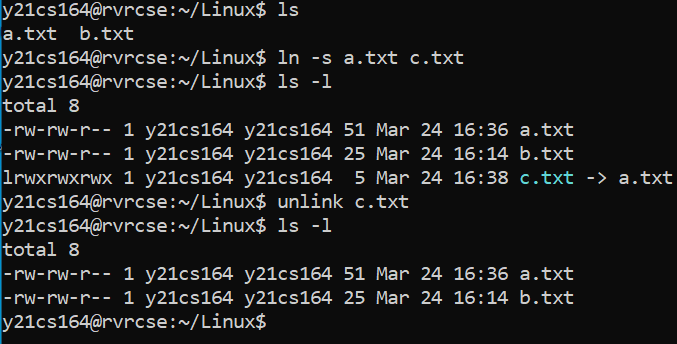 y21cs164@rvrcse:~/Linux$ ls
a.txt  b.txt
y21cs164@rvrcse:~/Linux$ ln -s a.txt c.txt
y21cs164@rvrcse:~/Linux$ ls -l
total 8
-rw-rw-r-- 1 y21cs164 y21cs164 51 Mar 24 16:36 a.txt
-rw-rw-r-- 1 y21cs164 y21cs164 25 Mar 24 16:14 b.txt
lrwxrwxrwx 1 y21cs164 y21cs164  5 Mar 24 16:38 c.txt -> a.txt
y21cs164@rvrcse:~/Linux$ unlink c.txt
y21cs164@rvrcse:~/Linux$ ls -l
total 8
-rw-rw-r-- 1 y21cs164 y21cs164 51 Mar 24 16:36 a.txt
-rw-rw-r-- 1 y21cs164 y21cs164 25 Mar 24 16:14 b.txt
y21cs164@rvrcse:~/Linux$